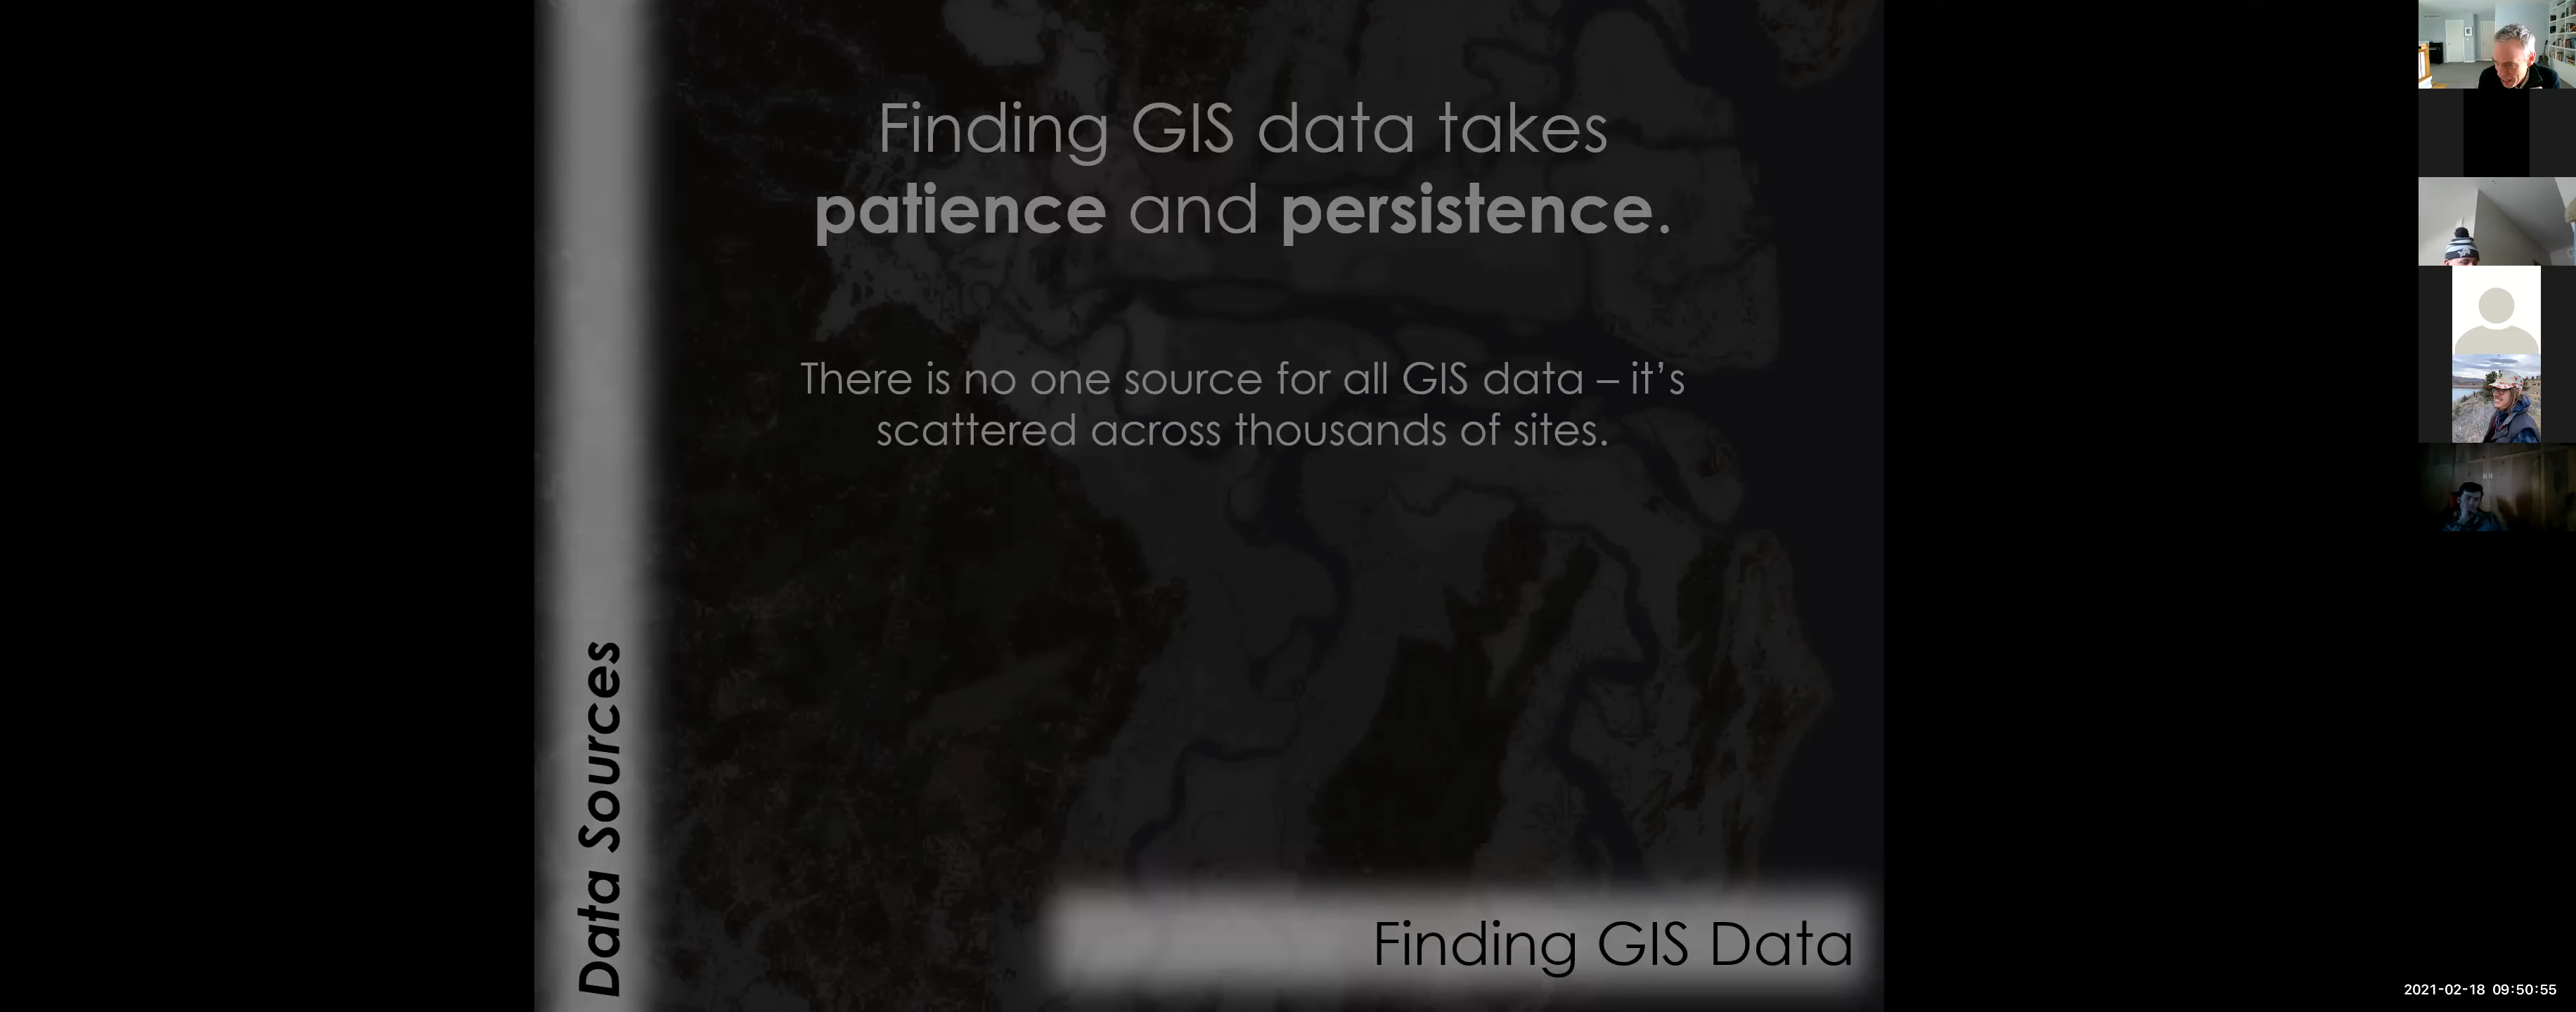 Finding GIS data takes
patience and persistence.
There is no one source for all GIS data – it's
scattered across thousands of sites.
Data Sources
Finding GIS Data
2021-02-18 09:50:55